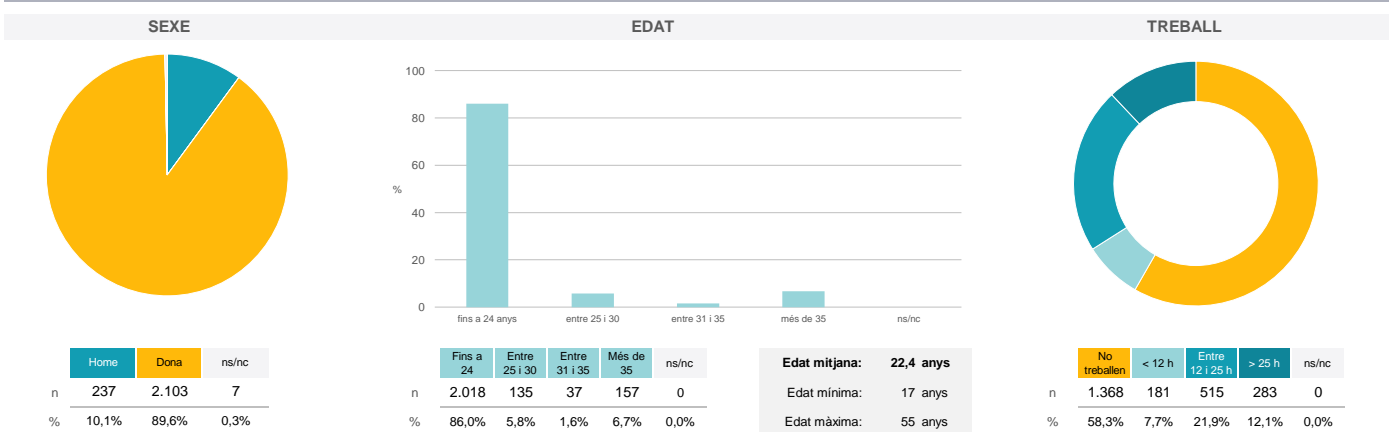 SEXE
EDAT
TREBALL
100
80
60
%
40
20
0
fins a 24 anys
entre 25 i 30
entre 31 i 35
més de 35
ns/nc
Home Dona ns/nc
n 237 2.103 7
% 10,1% 89,6% 0,3%
Fins a 24 Entre 25 i 30 Entre 31 i 35 Més de 35 ns/nc
n 2.018 135 37 157 0
% 86,0% 5,8% 1,6% 6,7% 0,0%
Edat mitjana: 22,4 anys
Edat mínima: 17 anys
Edat màxima: 55 anys
No treballen < 12 h Entre 12 i 25 h > 25 h ns/nc
n 1.368 181 515 283 0
% 58,3% 7,7% 21,9% 12,1% 0,0%